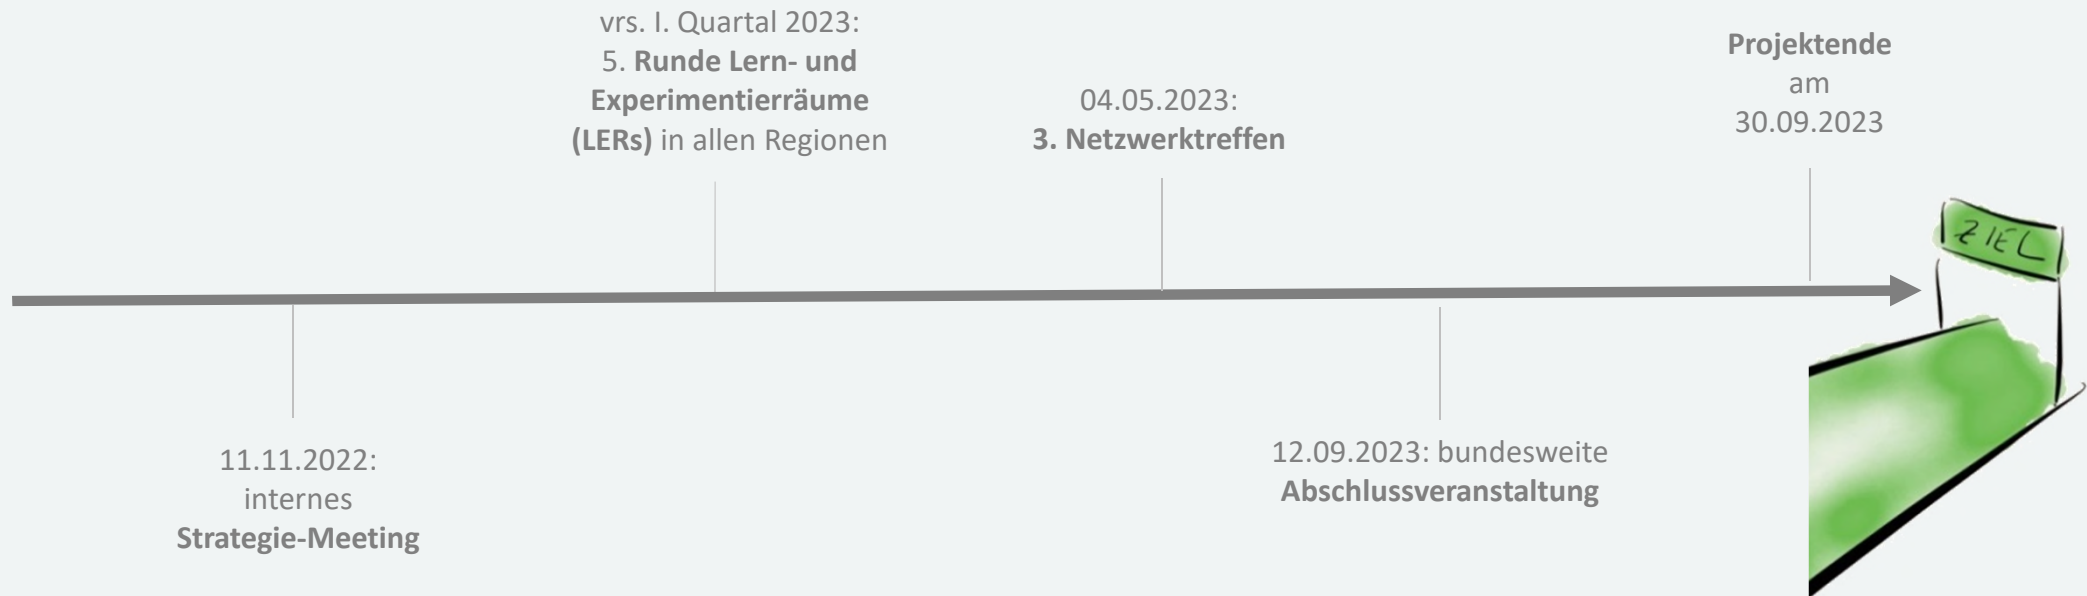 vrs. I. Quartal 2023:
5. Runde Lern- und
Experimentierräume
(LERs) in allen Regionen
04.05.2023:
3. Netzwerktreffen
Projektende
am
30.09.2023
ZIEL
11.11.2022:
internes
Strategie-Meeting
12.09.2023: bundesweite
Abschlussveranstaltung